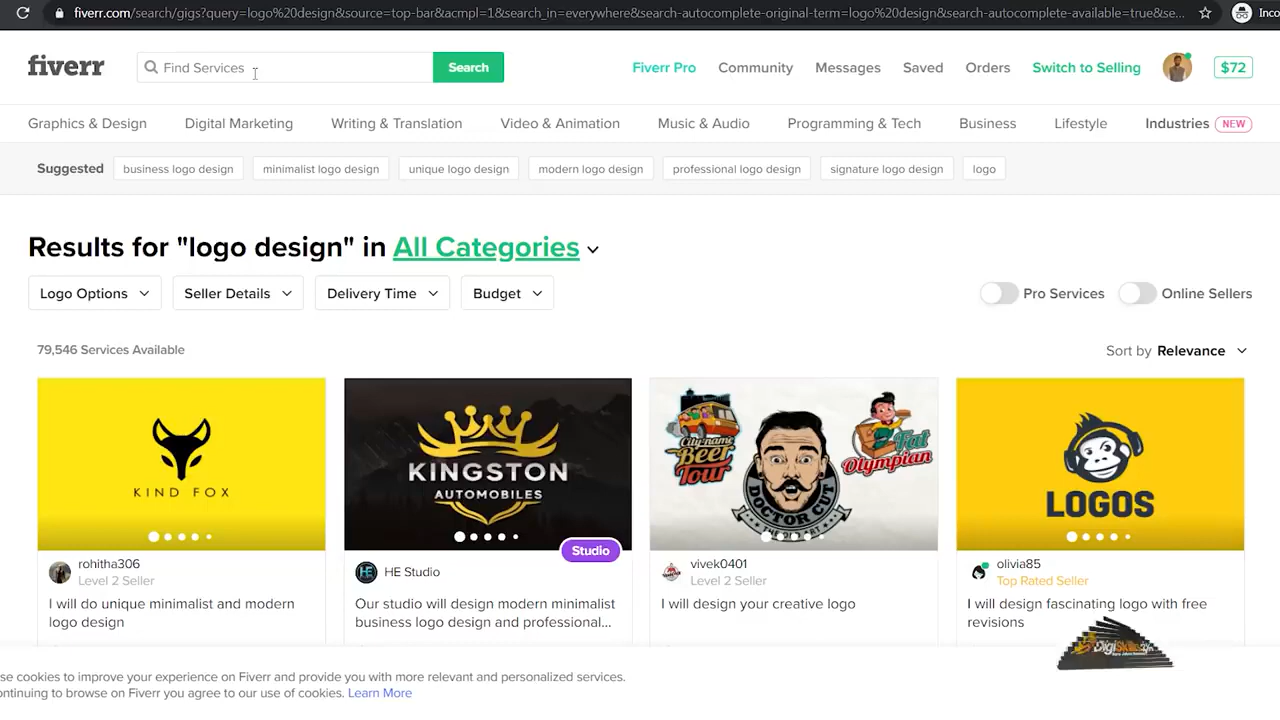 fiverr.com/search/gigs?query=logo%20design&source=top-bar&acmpl=1&search_in=everywhere&search-autocomplete-original-term=logo%20design&search-autocomplete-available=true&se...
Inco
fiverr
Find Services
Search
Fiverr Pro
Community
Messages
Saved
Orders
Switch to Selling
$72
Graphics & Design
Digital Marketing
Writing & Translation
Video & Animation
Music & Audio
Programming & Tech
Business
Lifestyle
Industries NEW
Suggested
business logo design
minimalist logo design
unique logo design
modern logo design
professional logo design
signature logo design
logo
Results for "logo design" in All Categories
Logo Options
Seller Details
Delivery Time
Budget
Pro Services
Online Sellers
79,546 Services Available
Sort by Relevance
KIND FOX
KINGSTON
AUTOMOBILES
City name
Beer
Tour
DOCTOR CUT
Fat
Olympian
LOGOS
Studio
rohitha306
Level 2 Seller
I will do unique minimalist and modern
logo design
HE Studio
Our studio will design modern minimalist
business logo design and professional...
vivek0401
Level 2 Seller
I will design your creative logo
olivia85
Top Rated Seller
I will design fascinating logo with free
revisions
se cookies to improve your experience on Fiverr and provide you with more relevant and personalized services.
ontinuing to browse on Fiverr you agree to our use of cookies. Learn More